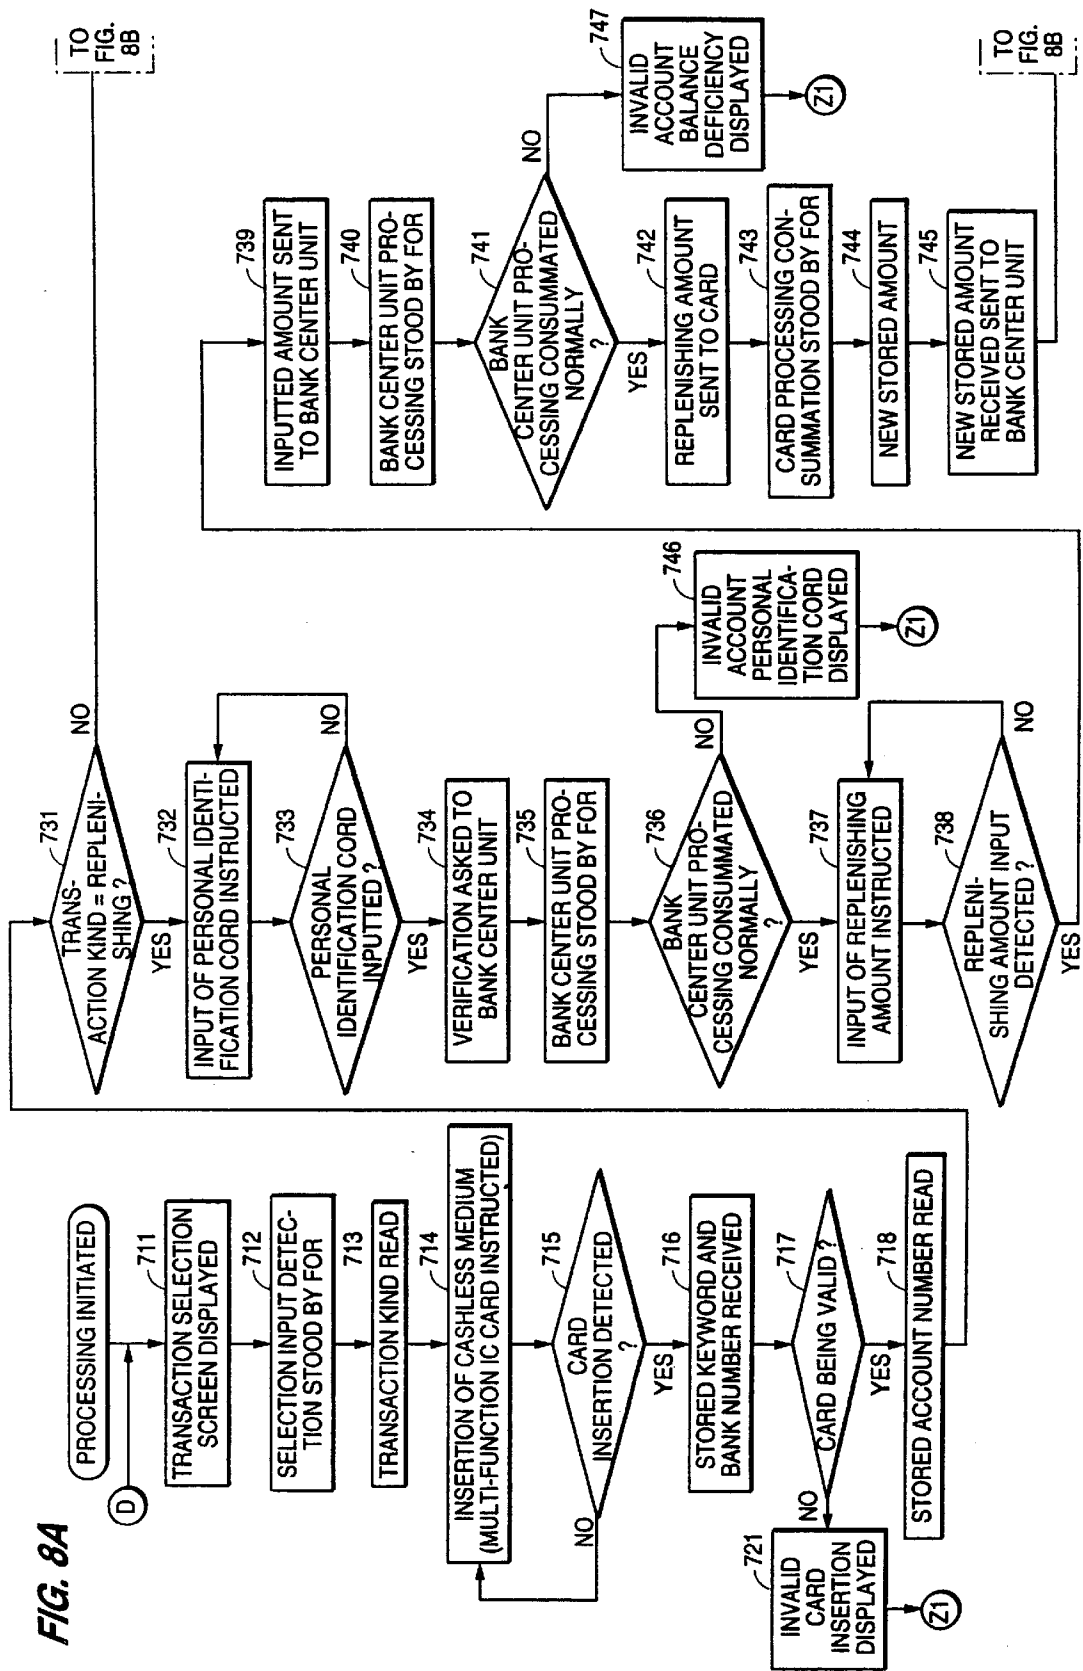 FIG. 8A
PROCESSING INITIATED
D
711
TRANSACTION SELECTION
SCREEN DISPLAYED
712
SELECTION INPUT DETEC-
TION STOOD BY FOR
713
TRANSACTION KIND READ
714
INSERTION OF CASHLESS MEDIUM
(MULTI-FUNCTION IC CARD INSTRUCTED)
715
CARD
INSERTION DETECTED
?
NO
YES
716
STORED KEYWORD AND
BANK NUMBER RECEIVED
717
CARD BEING VALID ?
NO
YES
721
INVALID
CARD
INSERTION
DISPLAYED
Z1
718
STORED ACCOUNT NUMBER READ
731
TRANS-
ACTION KIND = REPLENI-
SHING ?
NO
YES
TO
FIG.
8B
732
INPUT OF PERSONAL IDENTI-
FICATION CORD INSTRUCTED
733
PERSONAL
IDENTIFICATION CORD
INPUTTED ?
NO
YES
734
VERIFICATION ASKED TO
BANK CENTER UNIT
735
BANK CENTER UNIT PRO-
CESSING STOOD BY FOR
736
BANK
CENTER UNIT PRO-
CESSING CONSUMMATED
NORMALLY
?
NO
YES
746
INVALID
ACCOUNT
PERSONAL
IDENTIFICA-
TION CORD
DISPLAYED
Z1
737
INPUT OF REPLENISHING
AMOUNT INSTRUCTED
738
REPLENI-
SHING AMOUNT INPUT
DETECTED ?
NO
YES
739
INPUTTED AMOUNT SENT
TO BANK CENTER UNIT
740
BANK CENTER UNIT PRO-
CESSING STOOD BY FOR
741
BANK
CENTER UNIT PRO-
CESSING CONSUMMATED
NORMALLY
?
NO
YES
747
INVALID
ACCOUNT
BALANCE
DEFICIENCY
DISPLAYED
Z1
742
REPLENISHING AMOUNT
SENT TO CARD
743
CARD PROCESSING CON-
SUMMATION STOOD BY FOR
744
NEW STORED AMOUNT
745
NEW STORED AMOUNT
RECEIVED SENT TO
BANK CENTER UNIT
TO
FIG.
8B